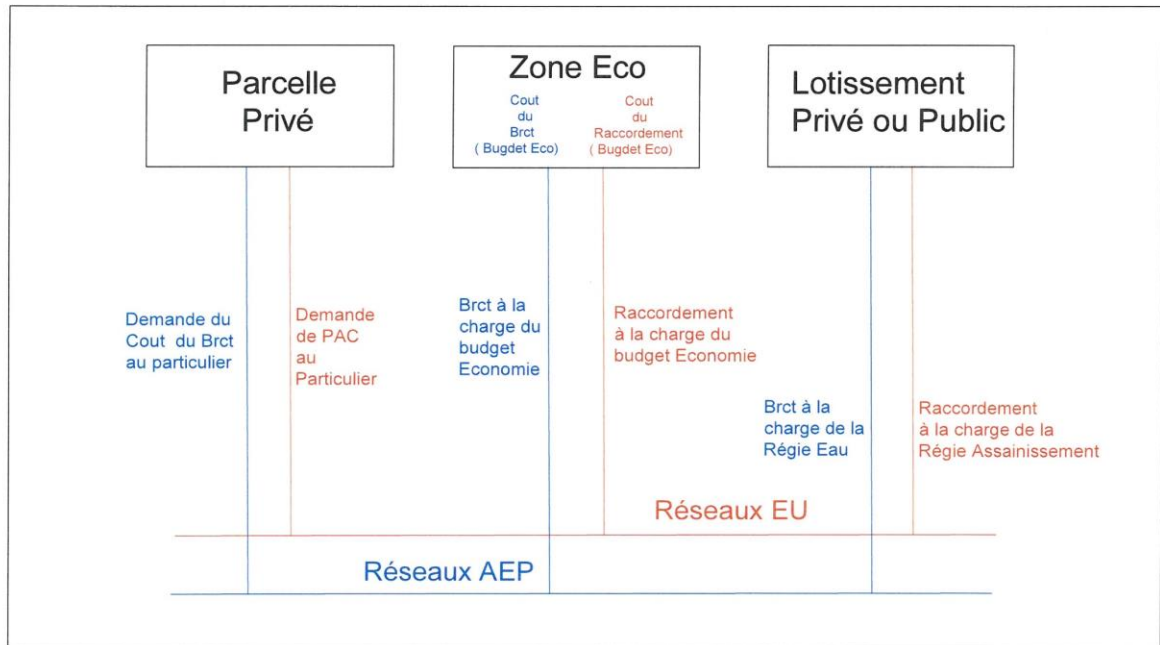 Parcelle
Privé
Zone Eco
Cout
du
Brct
( Bugdet Eco)
Cout
du
Raccordement
( Bugdet Eco)
Lotissement
Privé ou Public
Demande du
Cout du Brct
au particulier
Demande
de PAC
au
Particulier
Brct à la
charge du
budget
Economie
Raccordement
à la charge du
budget Economie
Brct à la
charge de la
Régie Eau
Raccordement
à la charge de la
Régie Assainissement
Réseaux EU
Réseaux AEP